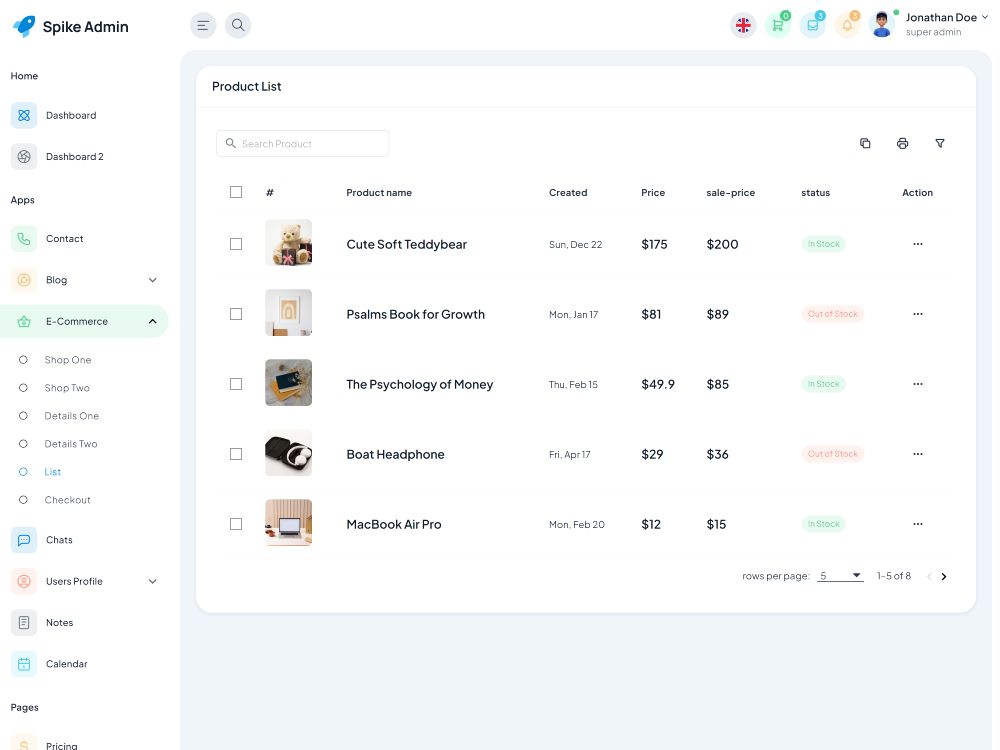 Spike Admin
0
3
3
Jonathan Doe
super admin
Home
Dashboard
Dashboard 2
Apps
Contact
Blog
E-Commerce
Shop One
Shop Two
Details One
Details Two
List
Checkout
Chats
Users Profile
Notes
Calendar
Pages
Pricing
Product List
Search Product
# Product name Created Price sale-price status Action
Cute Soft Teddybear Sun, Dec 22 $175 $200 In Stock
Psalms Book for Growth Mon, Jan 17 $81 $89 Out of Stock
The Psychology of Money Thu, Feb 15 $49.9 $85 In Stock
Boat Headphone Fri, Apr 17 $29 $36 Out of Stock
MacBook Air Pro Mon, Feb 20 $12 $15 In Stock
rows per page: 5 1–5 of 8